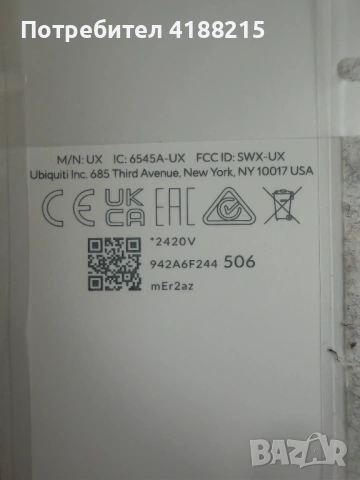 Потребител 4188215
M/N: UX IC: 6545A-UX FCC ID: SWX-UX
Ubiquiti Inc. 685 Third Avenue, New York, NY 10017 USA
CE UK CA EAC
*2420V
942A6F244 506
mEr2az
BAZAR